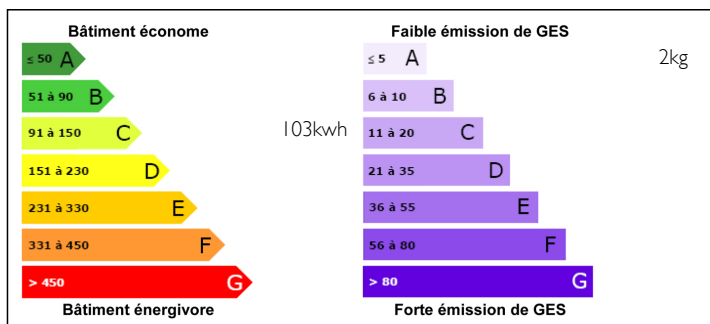 Bâtiment économe
≤ 50 A
51 à 90 B
91 à 150 C
103kwh
151 à 230 D
231 à 330 E
331 à 450 F
> 450 G
Bâtiment énergivore
Faible émission de GES
≤ 5 A
2kg
6 à 10 B
11 à 20 C
21 à 35 D
36 à 55 E
56 à 80 F
> 80 G
Forte émission de GES